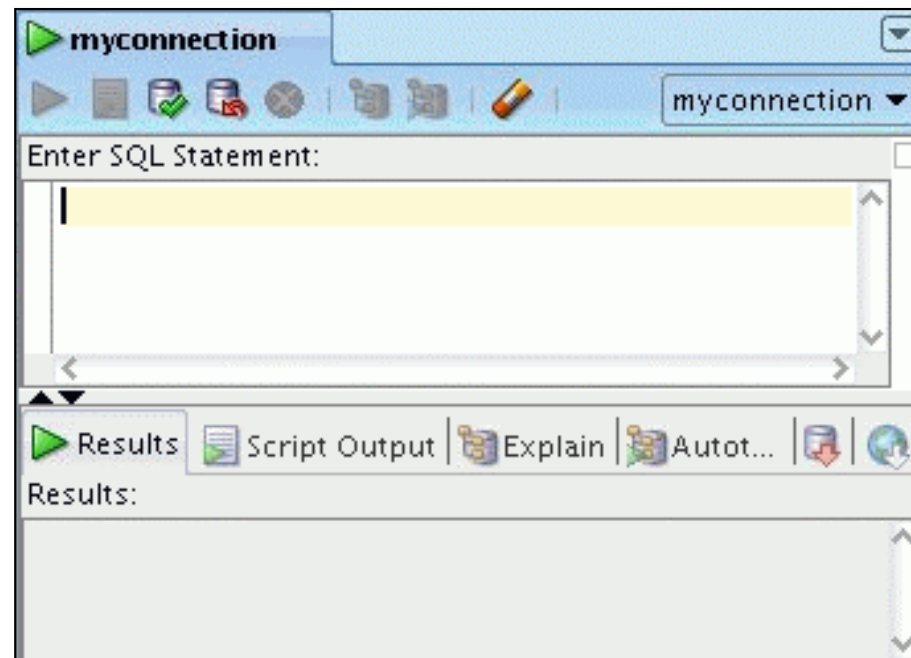 myconnection
myconnection
Enter SQL Statement:
Results Script Output Explain Autot...
Results: